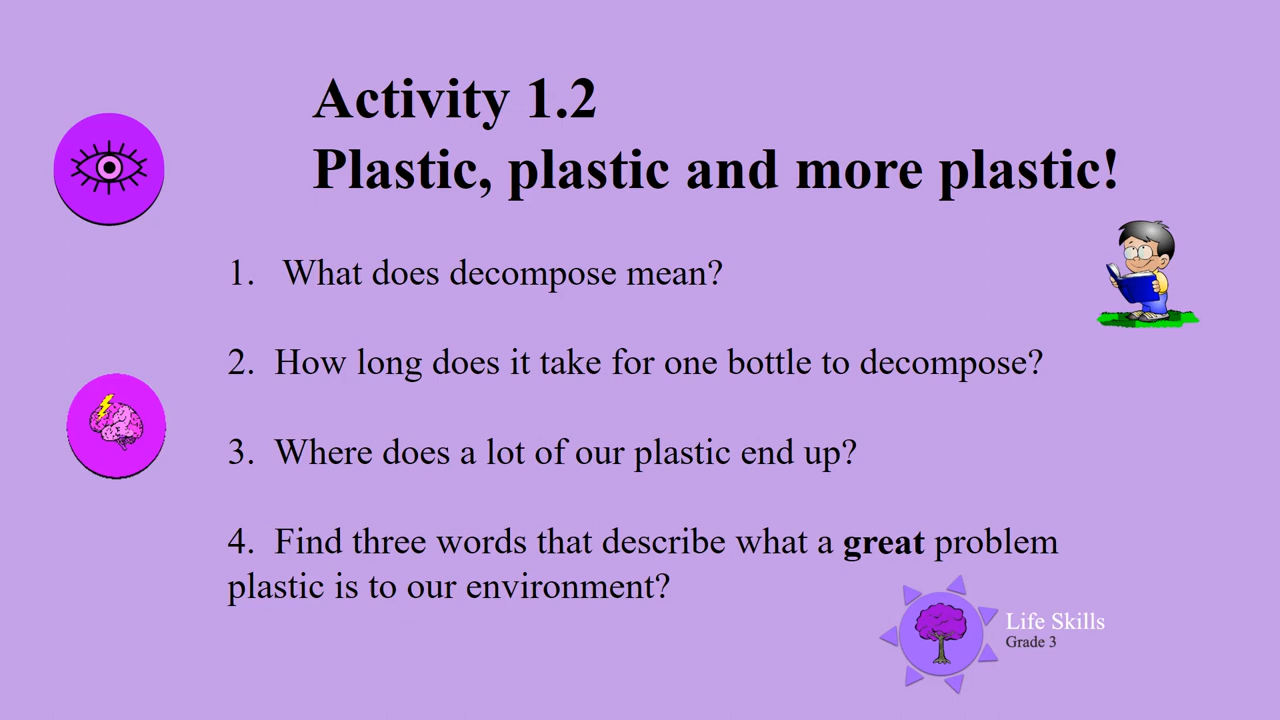 Activity 1.2
Plastic, plastic and more plastic!
1. What does decompose mean?
2. How long does it take for one bottle to decompose?
3. Where does a lot of our plastic end up?
4. Find three words that describe what a great problem
plastic is to our environment?
Life Skills
Grade 3